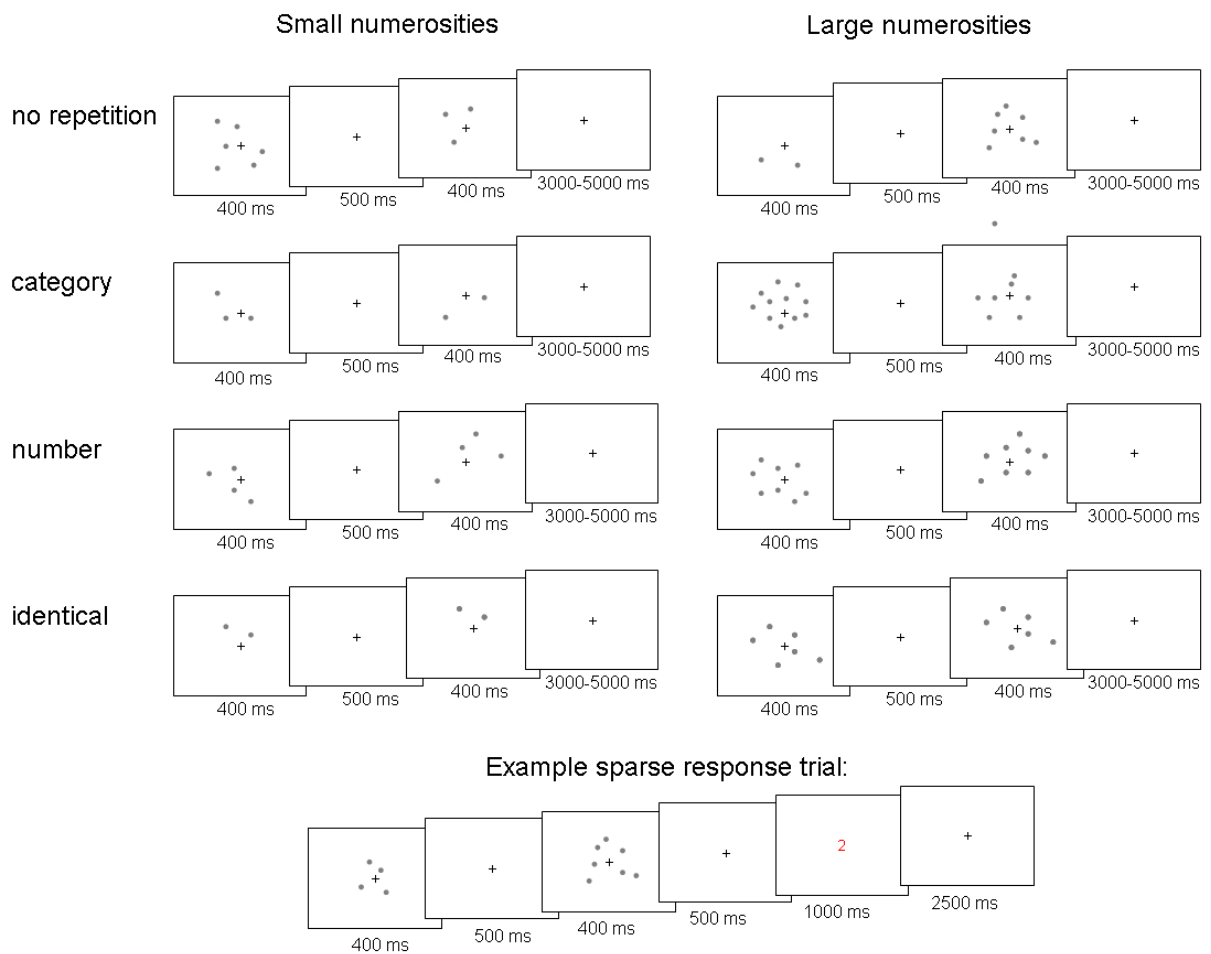 Small numerosities
Large numerosities
no repetition
400 ms
500 ms
400 ms
3000-5000 ms
400 ms
500 ms
400 ms
3000-5000 ms
category
400 ms
500 ms
400 ms
3000-5000 ms
400 ms
500 ms
400 ms
3000-5000 ms
number
400 ms
500 ms
400 ms
3000-5000 ms
400 ms
500 ms
400 ms
3000-5000 ms
identical
400 ms
500 ms
400 ms
3000-5000 ms
400 ms
500 ms
400 ms
3000-5000 ms
Example sparse response trial:
2
400 ms
500 ms
400 ms
500 ms
1000 ms
2500 ms